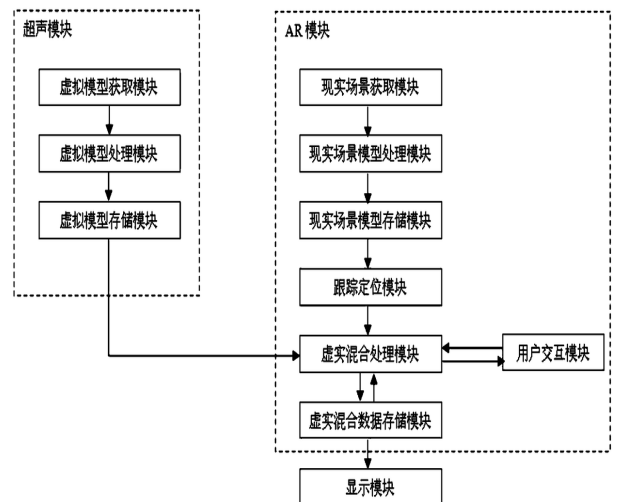 超声模块
虚拟模型获取模块
虚拟模型处理模块
虚拟模型存储模块
AR 模块
现实场景获取模块
现实场景模型处理模块
现实场景模型存储模块
跟踪定位模块
虚实混合处理模块
用户交互模块
虚实混合数据存储模块
显示模块